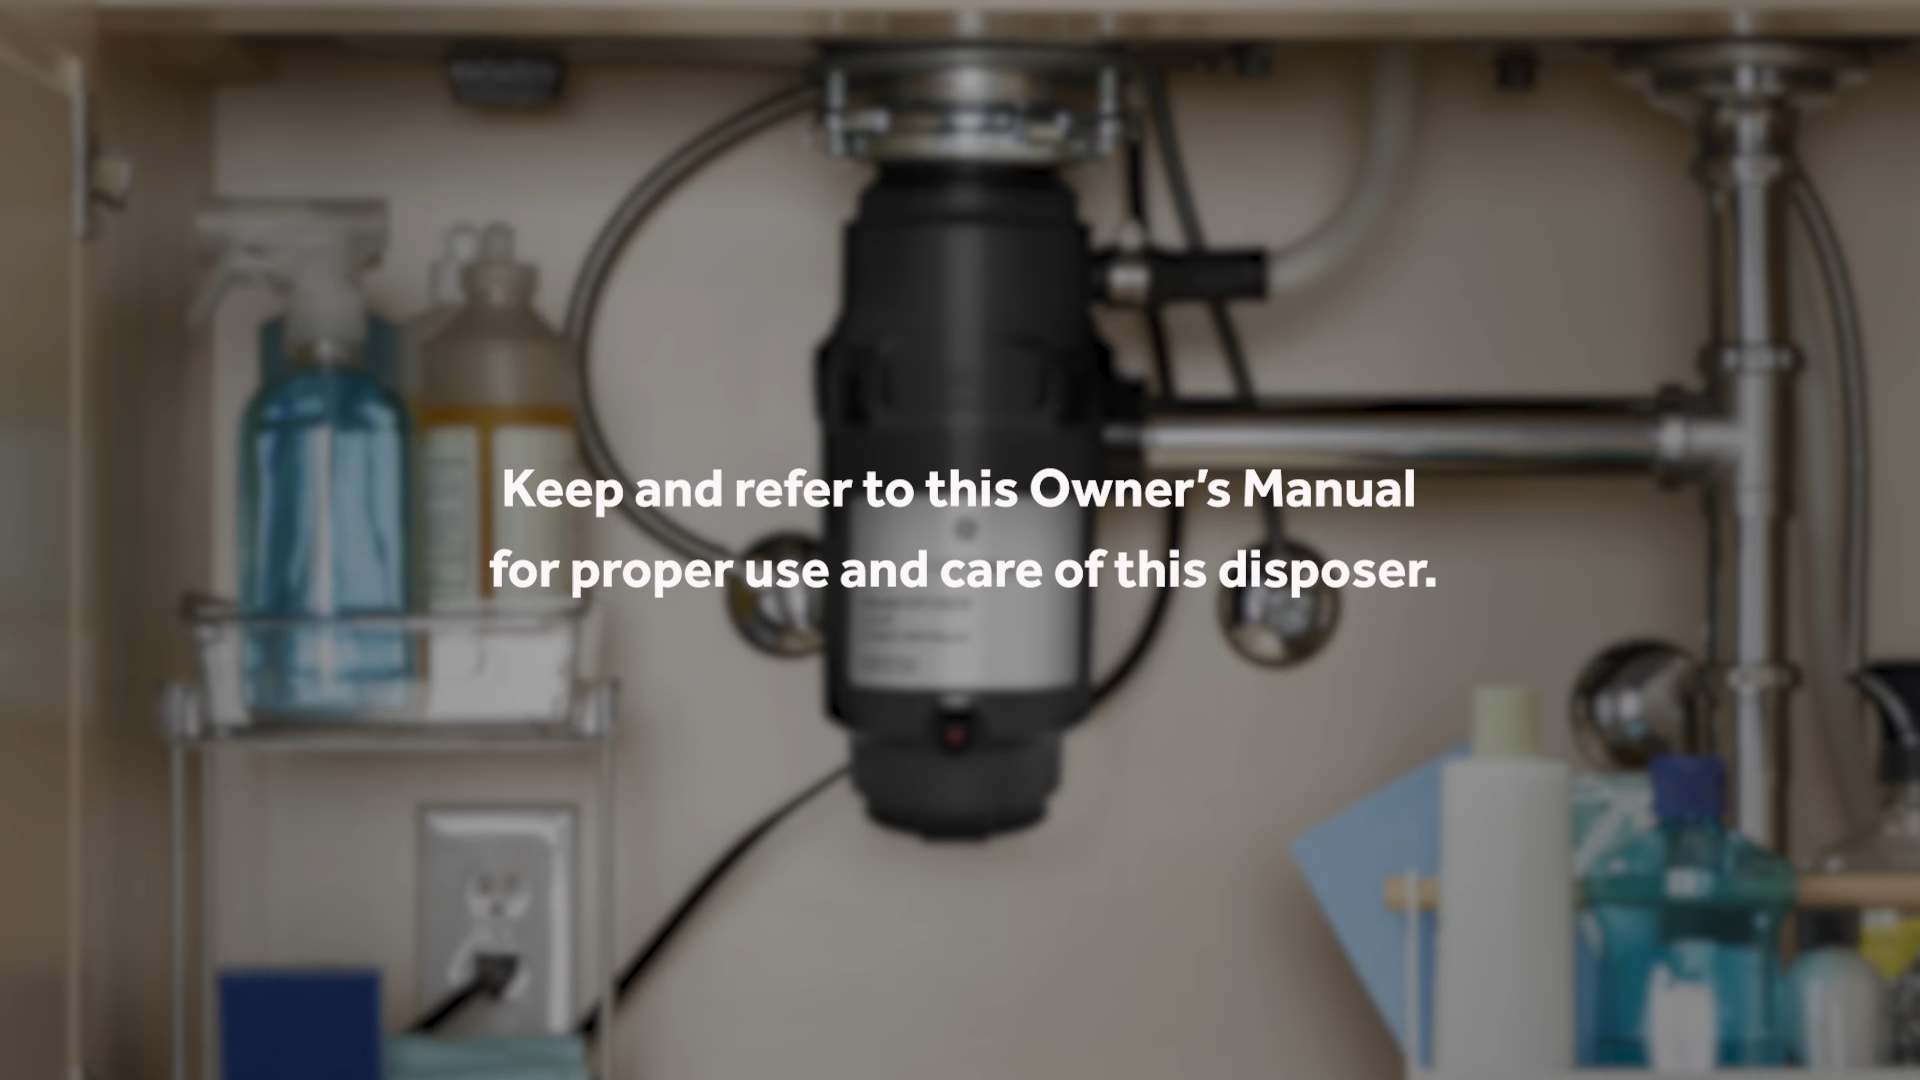 Keep and refer to this Owner’s Manual
for proper use and care of this disposer.